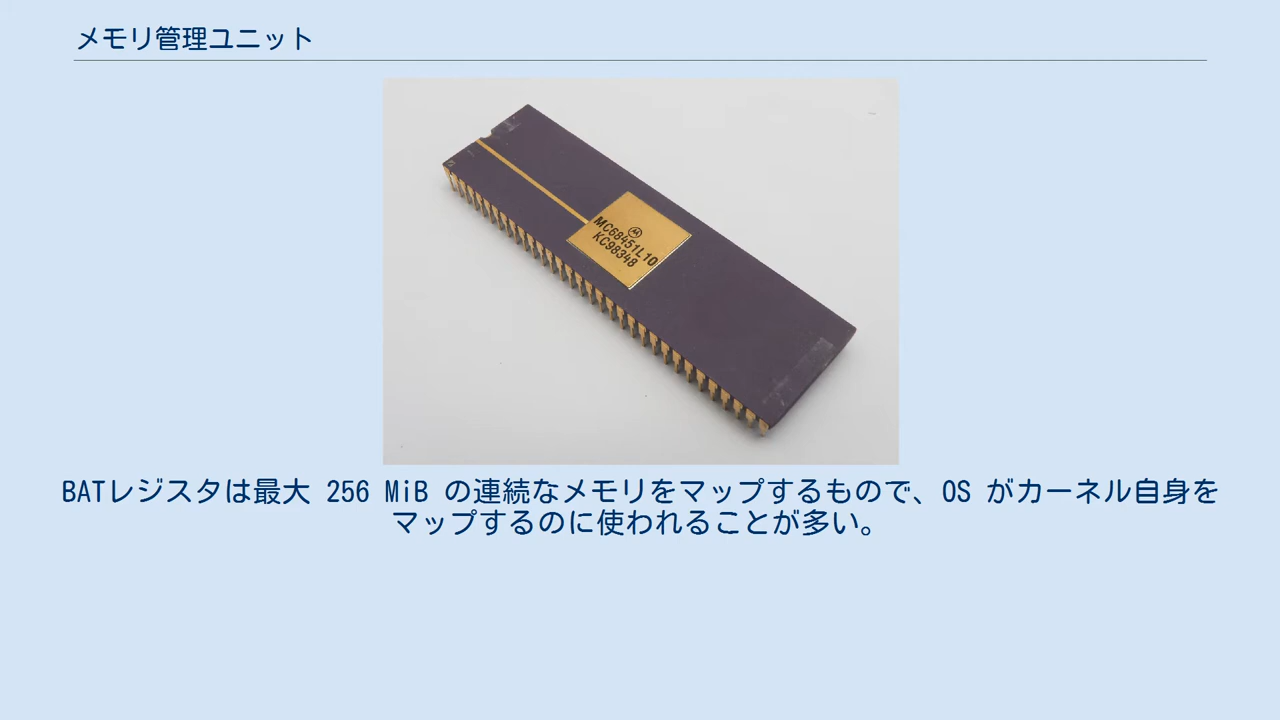 メモリ管理ユニット
MC68451L10
KC98348
BATレジスタは最大 256 MiB の連続なメモリをマップするもので、OS がカーネル自身を
マップするのに使われることが多い。